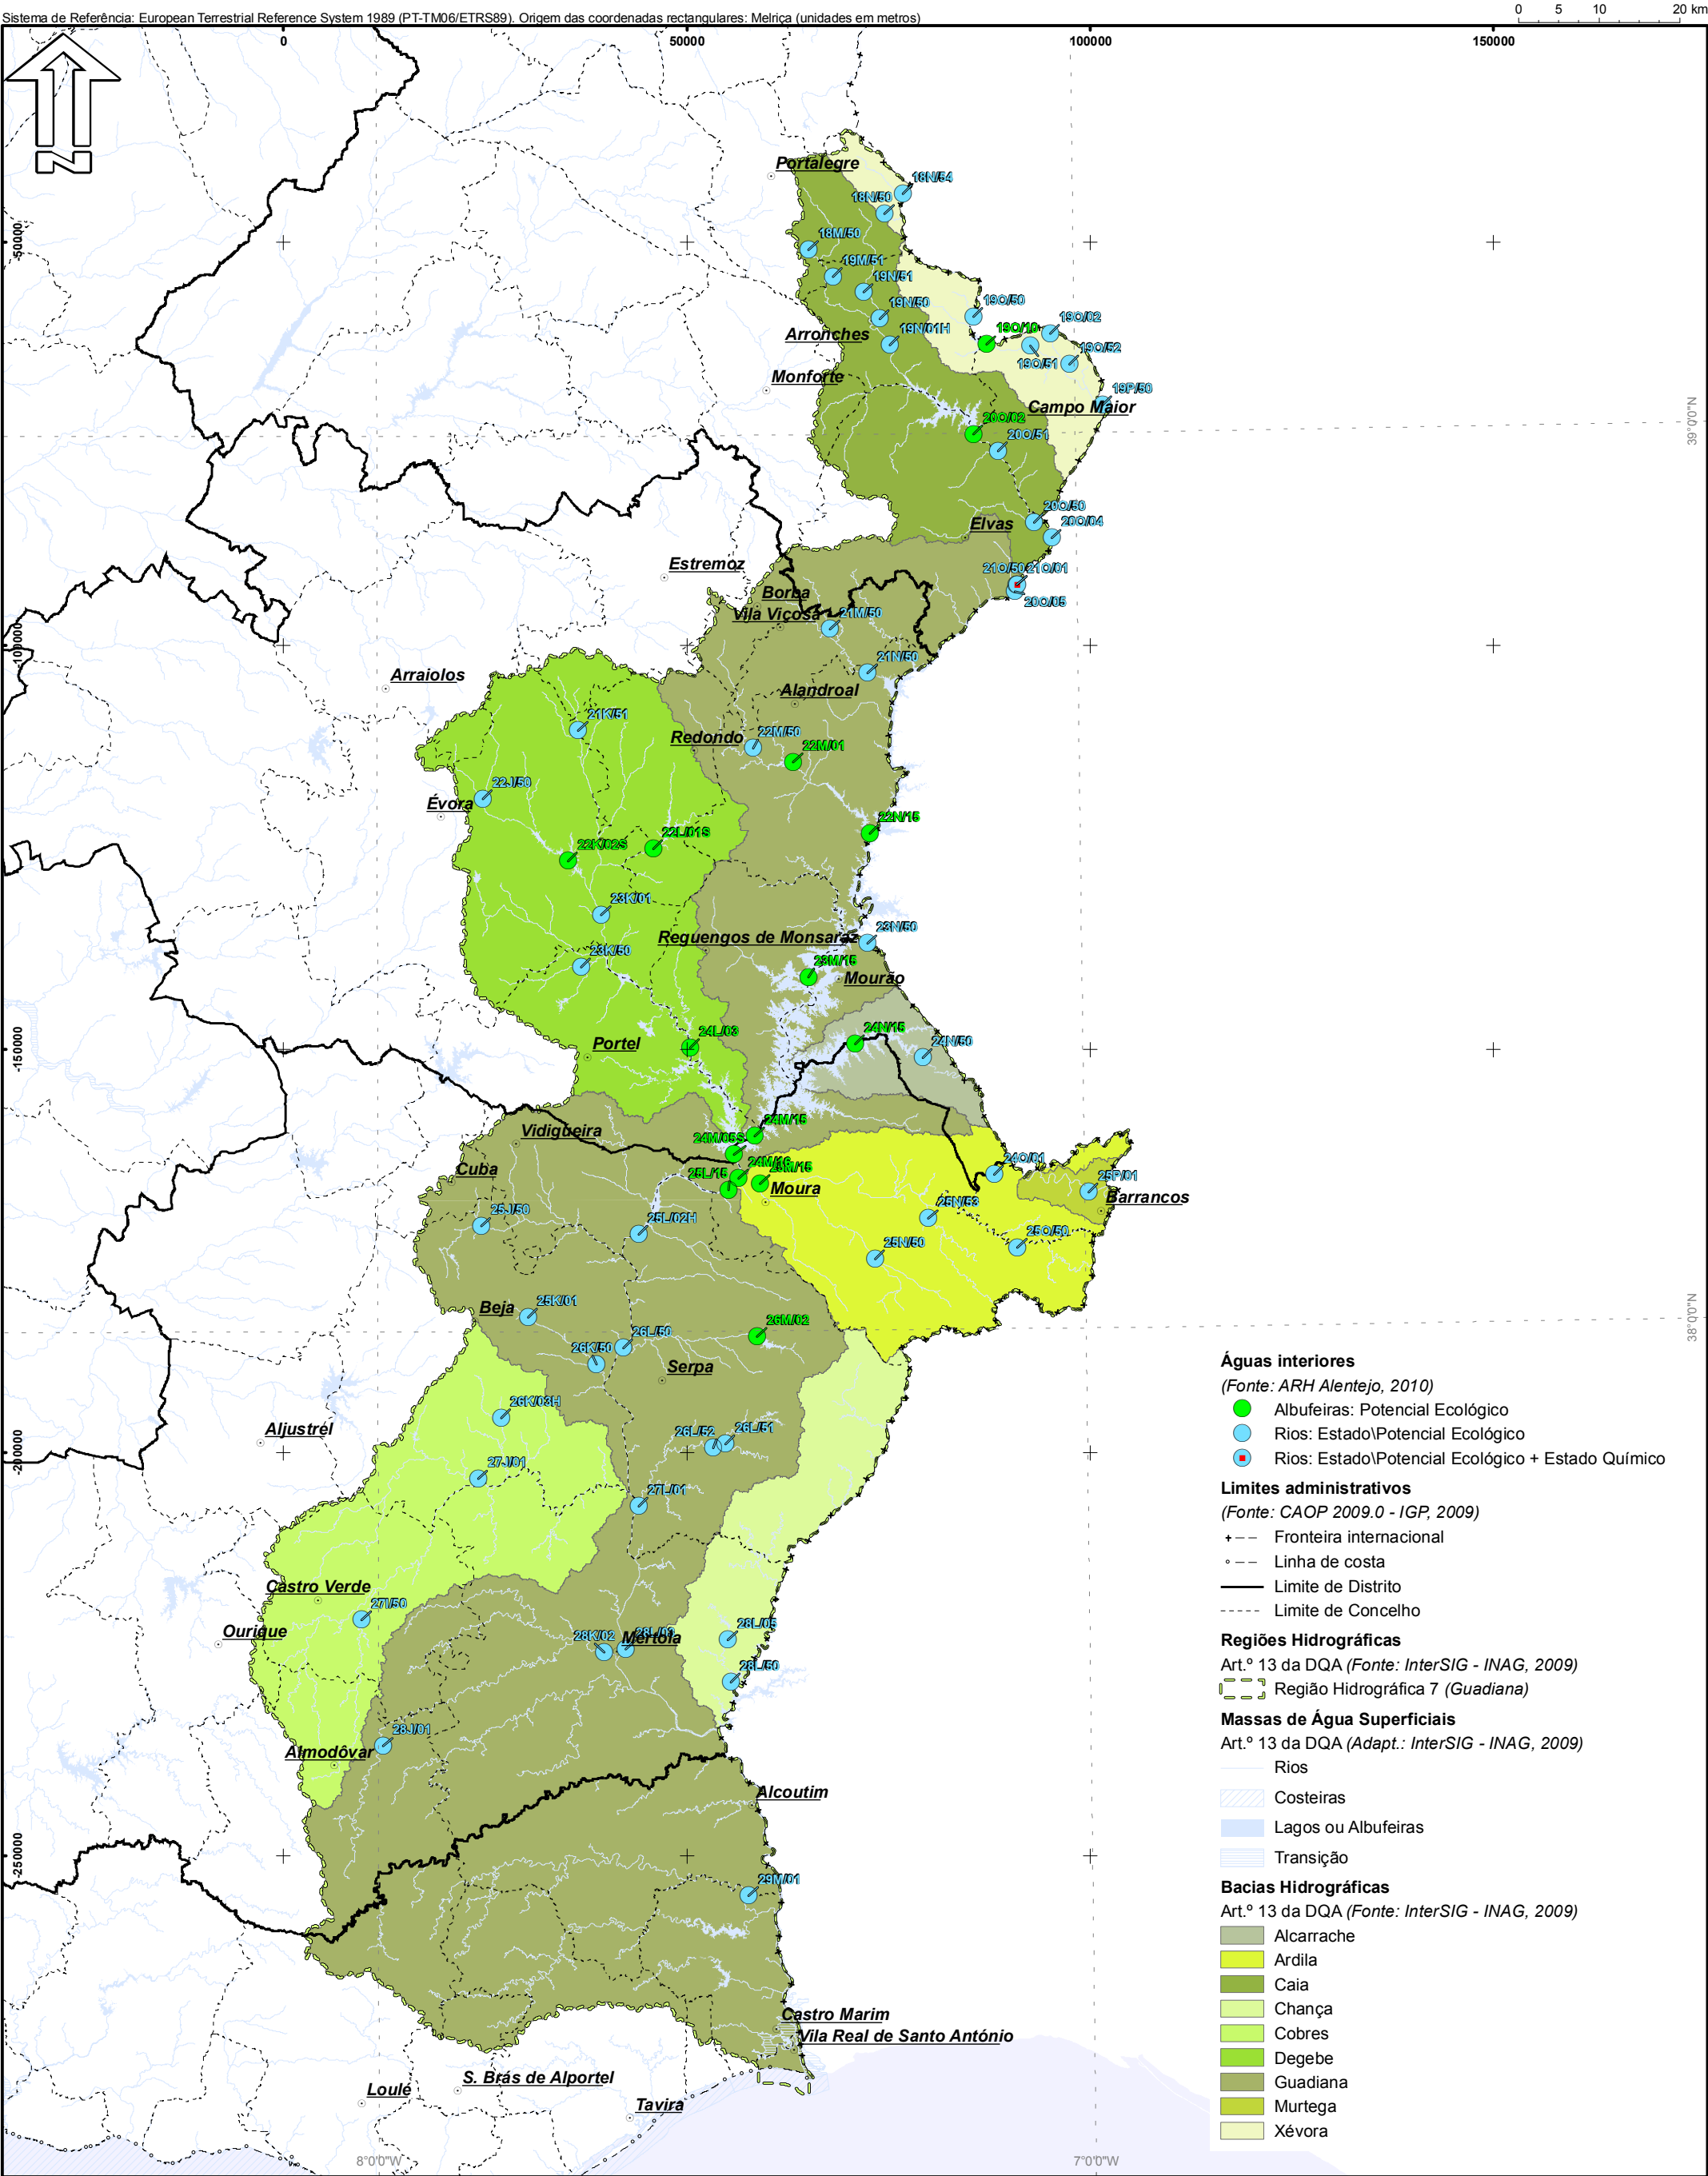 Sistema de Referência: European Terrestrial Reference System 1989 (PT-TM06/ETRS89). Origem das coordenadas rectangulares: Melriça (unidades em metros)
0 5 10 20 km
0 50000 100000 150000
N
Portalegre
18N/54
18N/50
18M/50
-50000
19M/51
19N/51
19N/50
19O/50
19O/02
19O/10
19N/01H
Arronches
19O/52
19O/51
Monforte
19P/50
Campo Maior
20O/02
39°0'0"N
20O/51
20O/50
Elvas
20O/04
Estremoz
21O/50
21O/01
Borba
20O/05
Vila Viçosa
21M/50
-100000
21N/50
Arraiolos
Alandroal
21K/51
Redondo
22M/50
22M/01
22J/50
Évora
22N/15
22L/01S
22K/02S
23K/01
23N/50
Reguengos de Monsaraz
23K/50
23M/15
Mourão
24N/15
24L/03
-150000
Portel
24N/50
24M/15
Vidigueira
24M/05S
24O/01
Cuba
25L/15
Moura
25P/01
Barrancos
25N/53
25J/50
25L/02H
25O/50
25N/50
25K/01
Beja
26M/02
38°0'0"N
26L/50
26K/50
Serpa
26K/03H
Aljustrel
26L/52
26L/51
-200000
27J/01
27L/01
Castro Verde
27I/50
Ourique
28K/02
Mértola
28L/05
28L/50
28J/01
Almodôvar
Alcoutim
-250000
29M/01
Castro Marim
Vila Real de Santo António
S. Brás de Alportel
Loulé
Tavira
8°0'0"W
7°0'0"W
Águas interiores
(Fonte: ARH Alentejo, 2010)
Albufeiras: Potencial Ecológico
Rios: Estado\Potencial Ecológico
Rios: Estado\Potencial Ecológico + Estado Químico
Limites administrativos
(Fonte: CAOP 2009.0 - IGP, 2009)
Fronteira internacional
Linha de costa
Limite de Distrito
Limite de Concelho
Regiões Hidrográficas
Art.º 13 da DQA (Fonte: InterSIG - INAG, 2009)
Região Hidrográfica 7 (Guadiana)
Massas de Água Superficiais
Art.º 13 da DQA (Adapt.: InterSIG - INAG, 2009)
Rios
Costeiras
Lagos ou Albufeiras
Transição
Bacias Hidrográficas
Art.º 13 da DQA (Fonte: InterSIG - INAG, 2009)
Alcarrache
Ardila
Caia
Chança
Cobres
Degebe
Guadiana
Murtega
Xévora